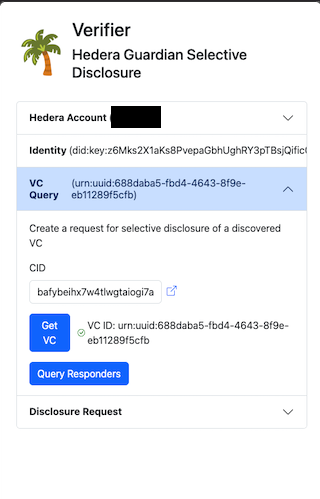 Verifier
Hedera Guardian Selective
Disclosure
Hedera Account (
Identity (did:key:z6Mks2X1aKs8PvepaGbhUghRY3pTBsjQific
VC (urn:uuid:688daba5-fbd4-4643-8f9e-
Query eb11289f5cfb)
Create a request for selective disclosure of a discovered
VC
CID
bafybeihx7w4tlwgtaiogi7a
Get VC ID: urn:uuid:688daba5-fbd4-4643-8f9e-
VC eb11289f5cfb
Query Responders
Disclosure Request